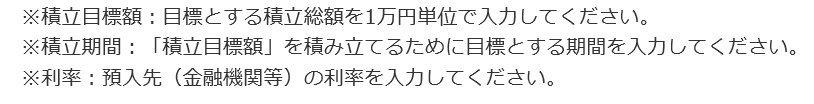 ※積立目標額：目標とする積立総額を1万円単位で入力してください。
※積立期間：「積立目標額」を積み立てるために目標とする期間を入力してください。
※利率：預入先（金融機関等）の利率を入力してください。